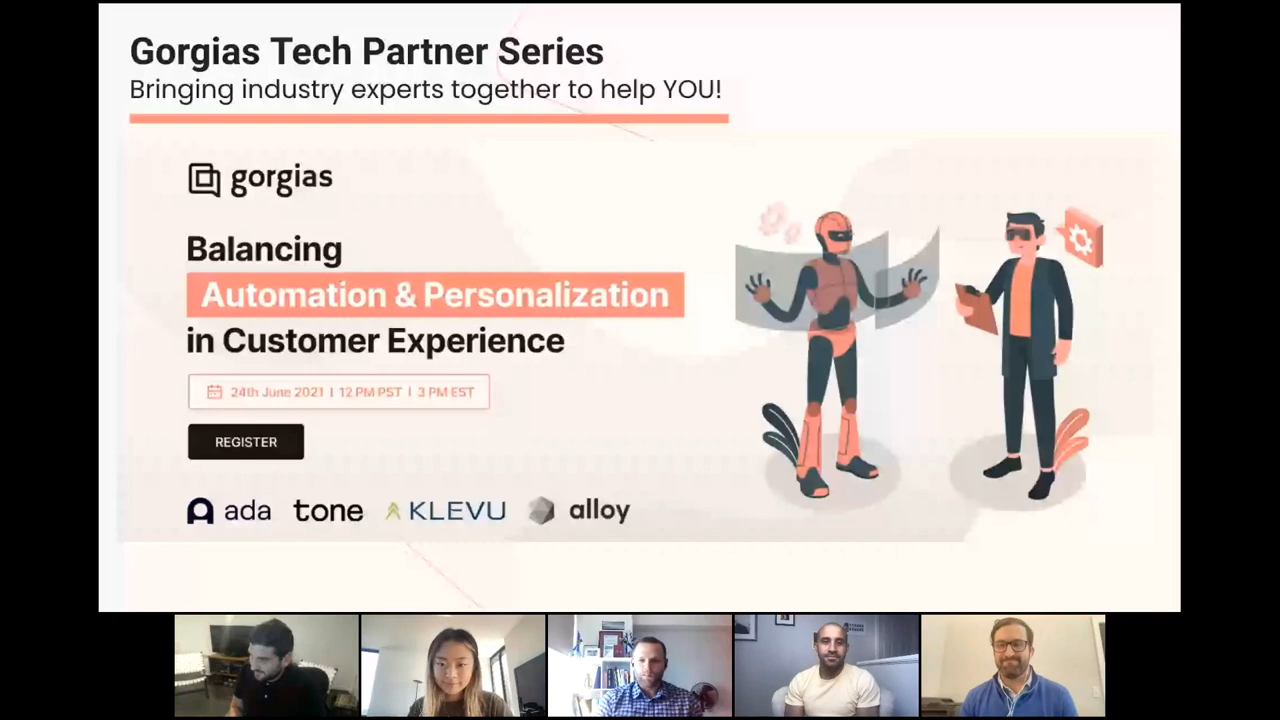 Gorgias Tech Partner Series
Bringing industry experts together to help YOU!
gorgias
Balancing
Automation & Personalization
in Customer Experience
24th June 2021 | 12 PM PST | 3 PM EST
REGISTER
ada tone KLEVU alloy